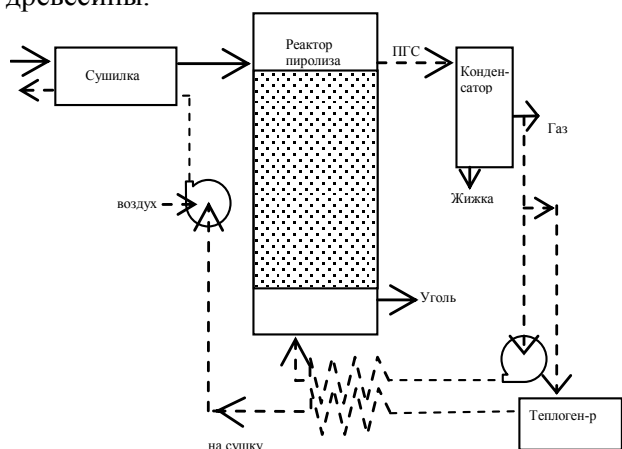 древесины.
Реактор
пиролиза
ПГС
Конден-
сатор
Сушилка
Газ
воздух
Жижка
Уголь
Теплоген-р
на сушку